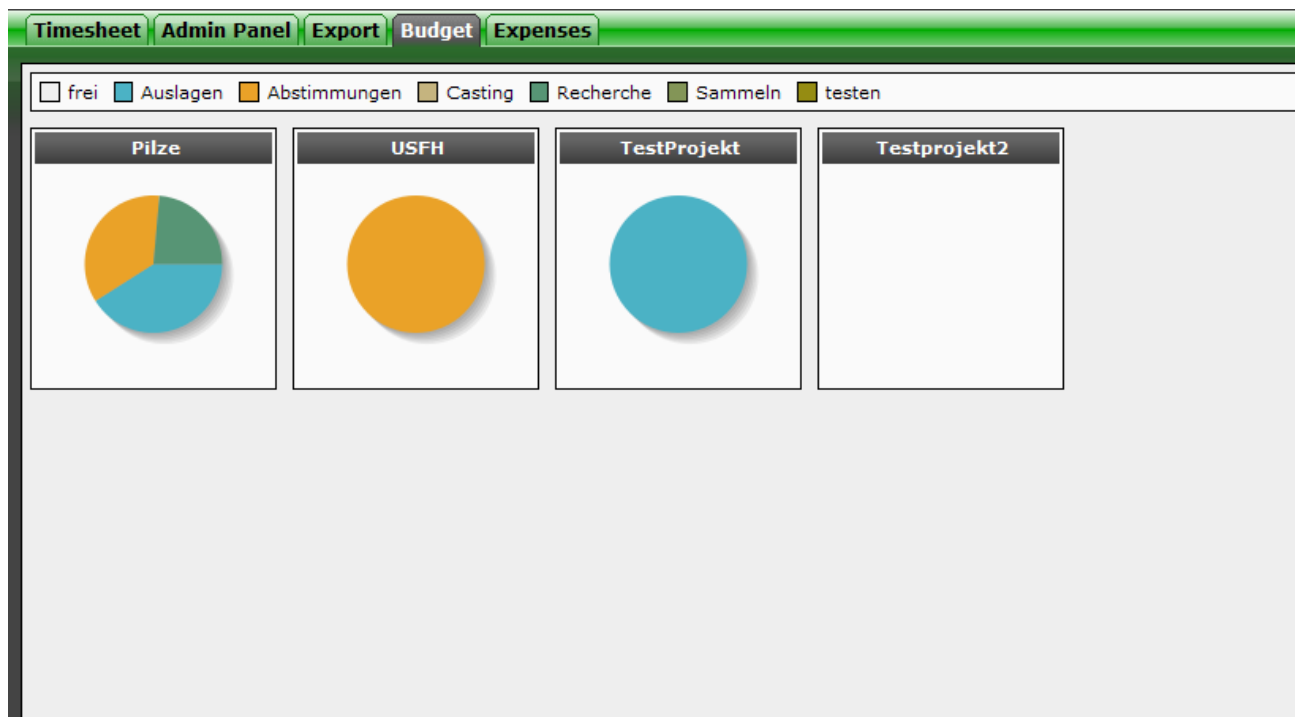 Timesheet Admin Panel Export Budget Expenses
frei Auslagen Abstimmungen Casting Recherche Sammeln testen
Pilze USFH TestProjekt Testprojekt2